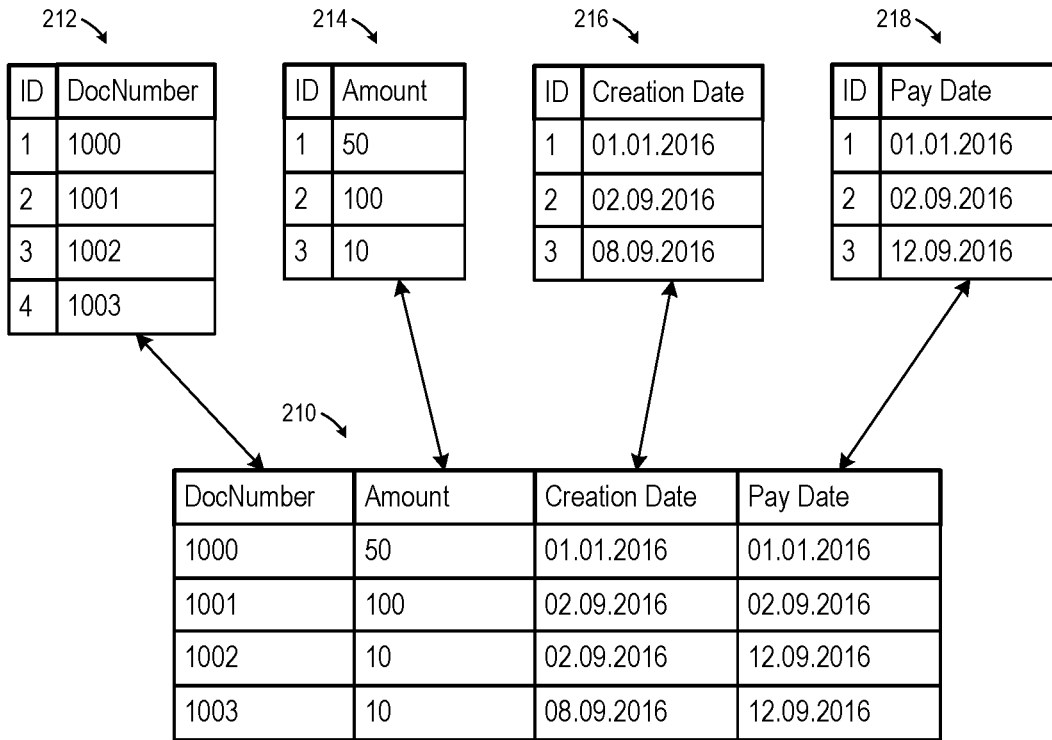 212 214 216 218
ID DocNumber ID Amount ID Creation Date ID Pay Date
1 1000 1 50 1 01.01.2016 1 01.01.2016
2 1001 2 100 2 02.09.2016 2 02.09.2016
3 1002 3 10 3 08.09.2016 3 12.09.2016
4 1003
210
DocNumber Amount Creation Date Pay Date
1000 50 01.01.2016 01.01.2016
1001 100 02.09.2016 02.09.2016
1002 10 02.09.2016 12.09.2016
1003 10 08.09.2016 12.09.2016